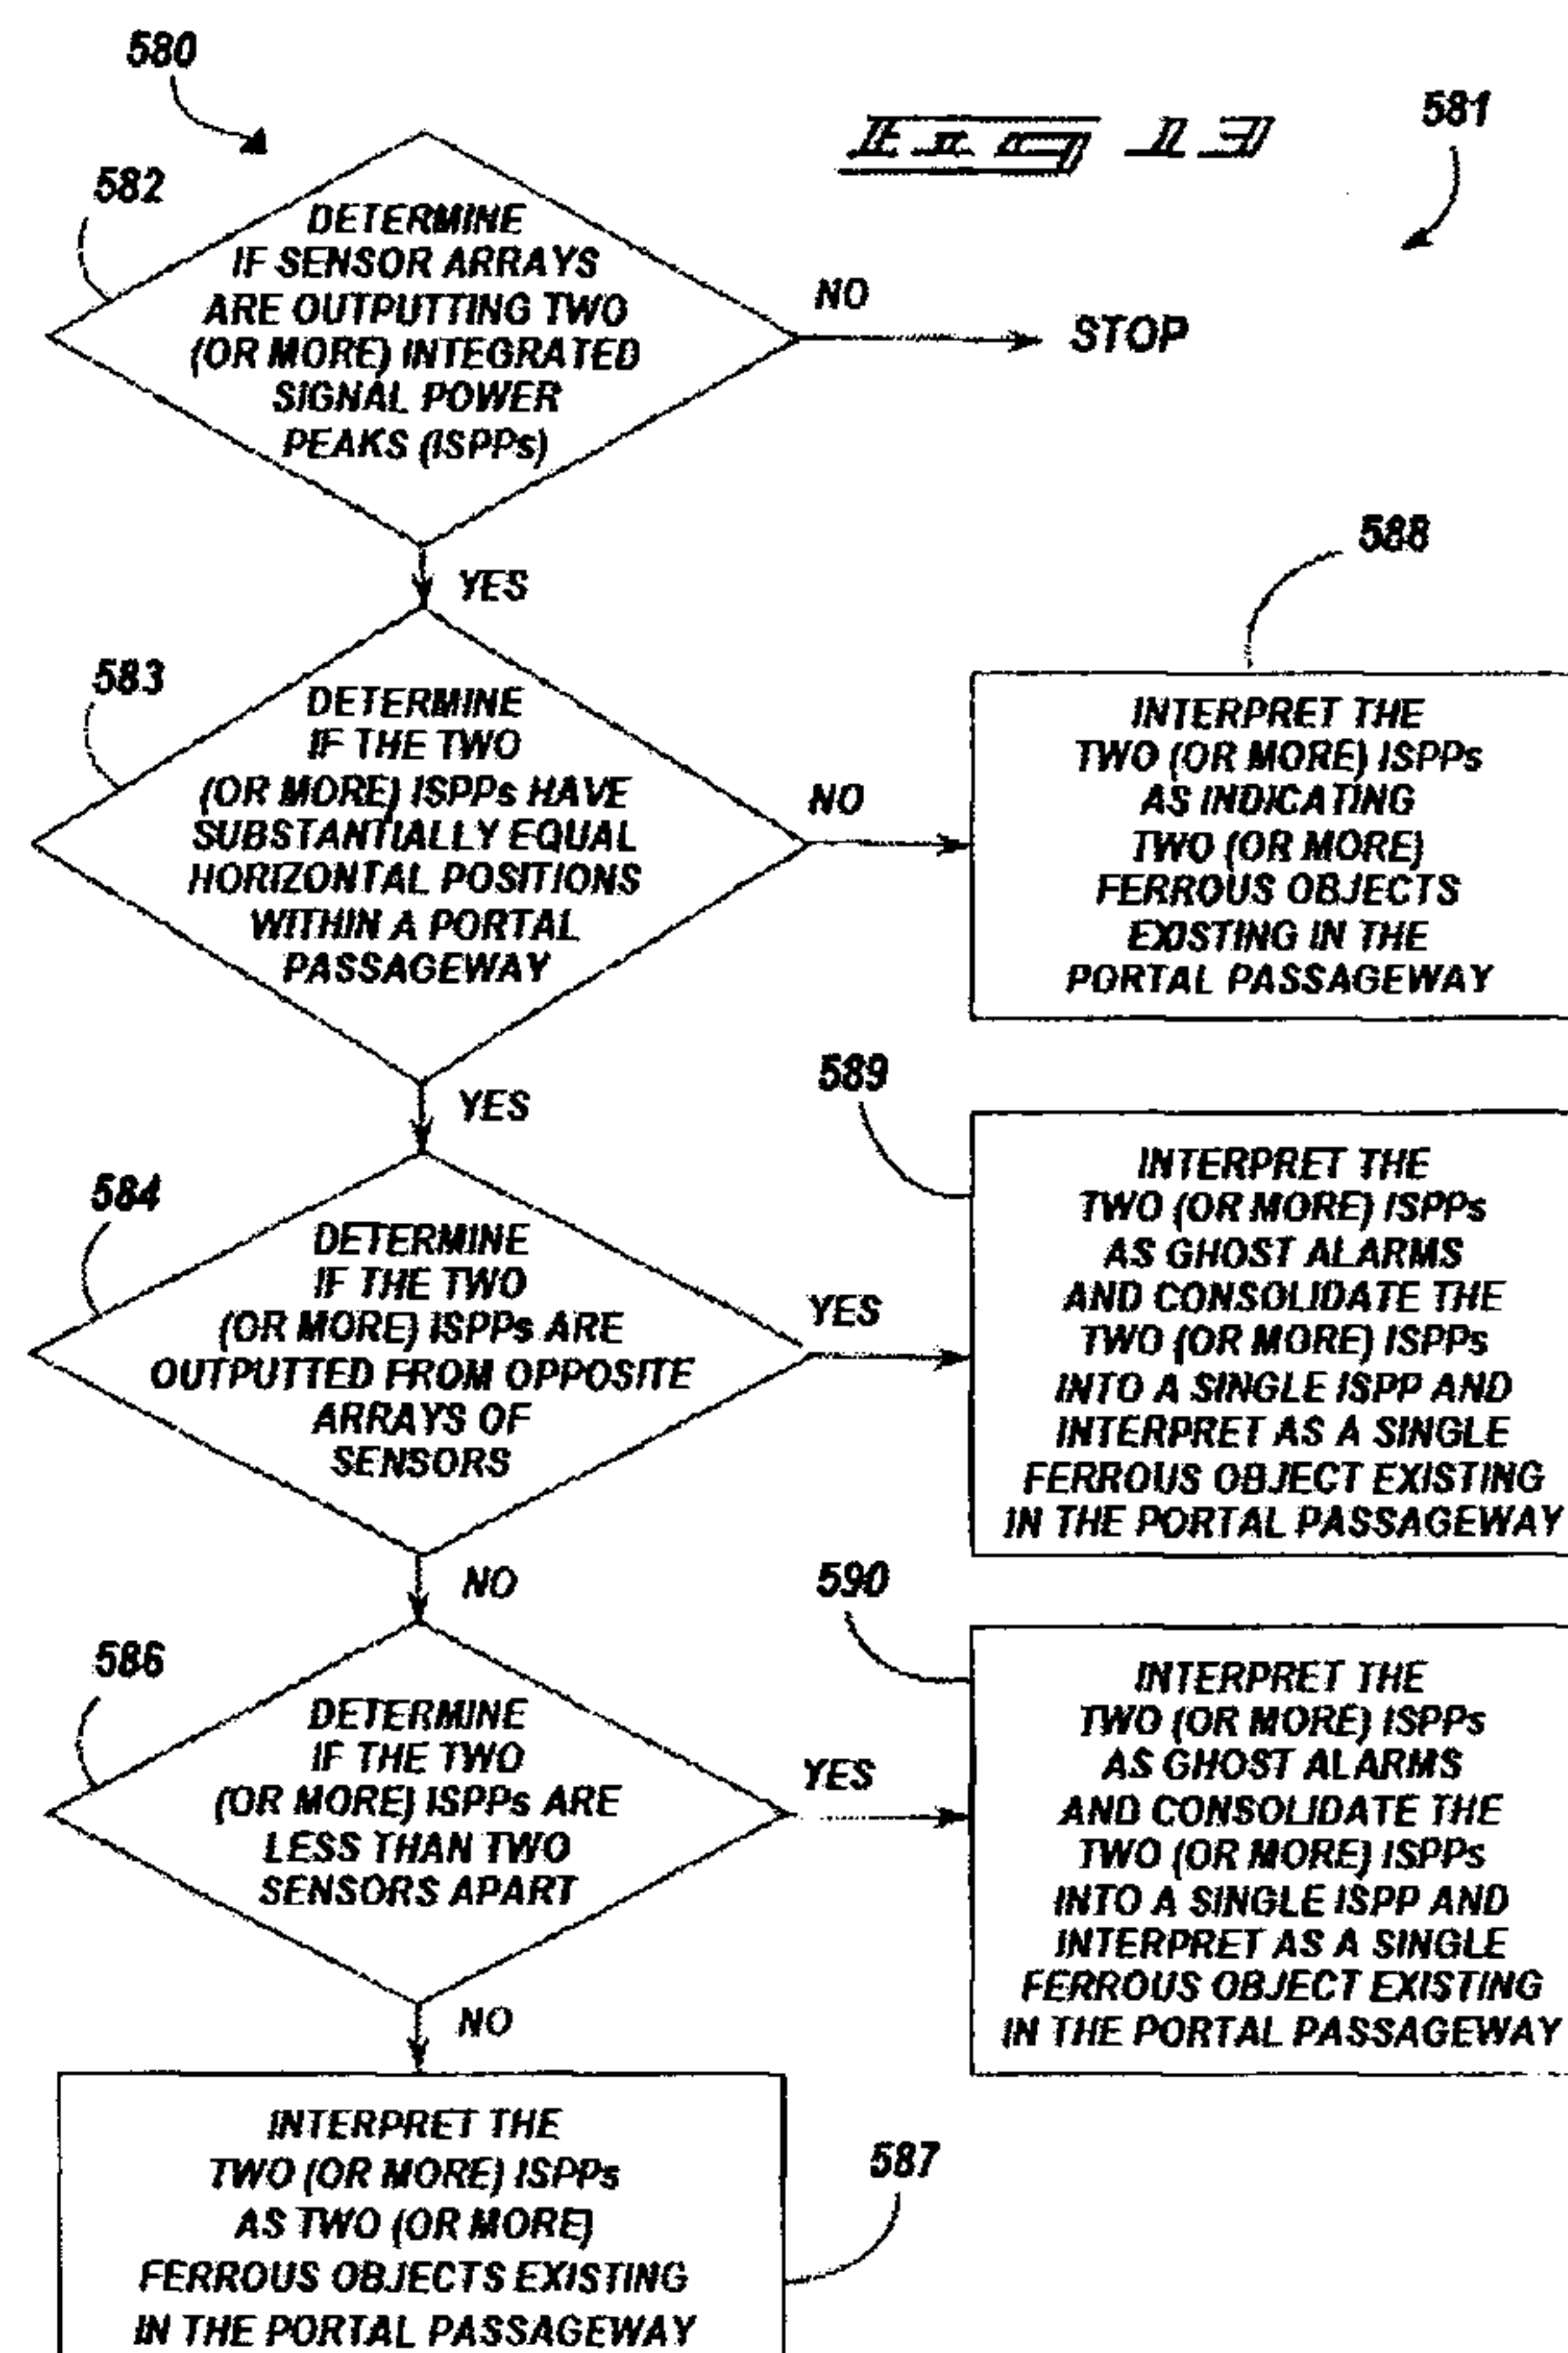 580
Fig 13
581
582
DETERMINE
IF SENSOR ARRAYS
ARE OUTPUTTING TWO
(OR MORE) INTEGRATED
SIGNAL POWER
PEAKS (ISPPs)
NO
STOP
YES
583
DETERMINE
IF THE TWO
(OR MORE) ISPPs HAVE
SUBSTANTIALLY EQUAL
HORIZONTAL POSITIONS
WITHIN A PORTAL
PASSAGEWAY
NO
588
INTERPRET THE
TWO (OR MORE) ISPPs
AS INDICATING
TWO (OR MORE)
FERROUS OBJECTS
EXISTING IN THE
PORTAL PASSAGEWAY
YES
584
DETERMINE
IF THE TWO
(OR MORE) ISPPs ARE
OUTPUTTED FROM OPPOSITE
ARRAYS OF
SENSORS
YES
589
INTERPRET THE
TWO (OR MORE) ISPPs
AS GHOST ALARMS
AND CONSOLIDATE THE
TWO (OR MORE) ISPPs
INTO A SINGLE ISPP AND
INTERPRET AS A SINGLE
FERROUS OBJECT EXISTING
IN THE PORTAL PASSAGEWAY
NO
586
DETERMINE
IF THE TWO
(OR MORE) ISPPs ARE
LESS THAN TWO
SENSORS APART
YES
590
INTERPRET THE
TWO (OR MORE) ISPPs
AS GHOST ALARMS
AND CONSOLIDATE THE
TWO (OR MORE) ISPPs
INTO A SINGLE ISPP AND
INTERPRET AS A SINGLE
FERROUS OBJECT EXISTING
IN THE PORTAL PASSAGEWAY
NO
INTERPRET THE
TWO (OR MORE) ISPPs
AS TWO (OR MORE)
FERROUS OBJECTS EXISTING
IN THE PORTAL PASSAGEWAY
587